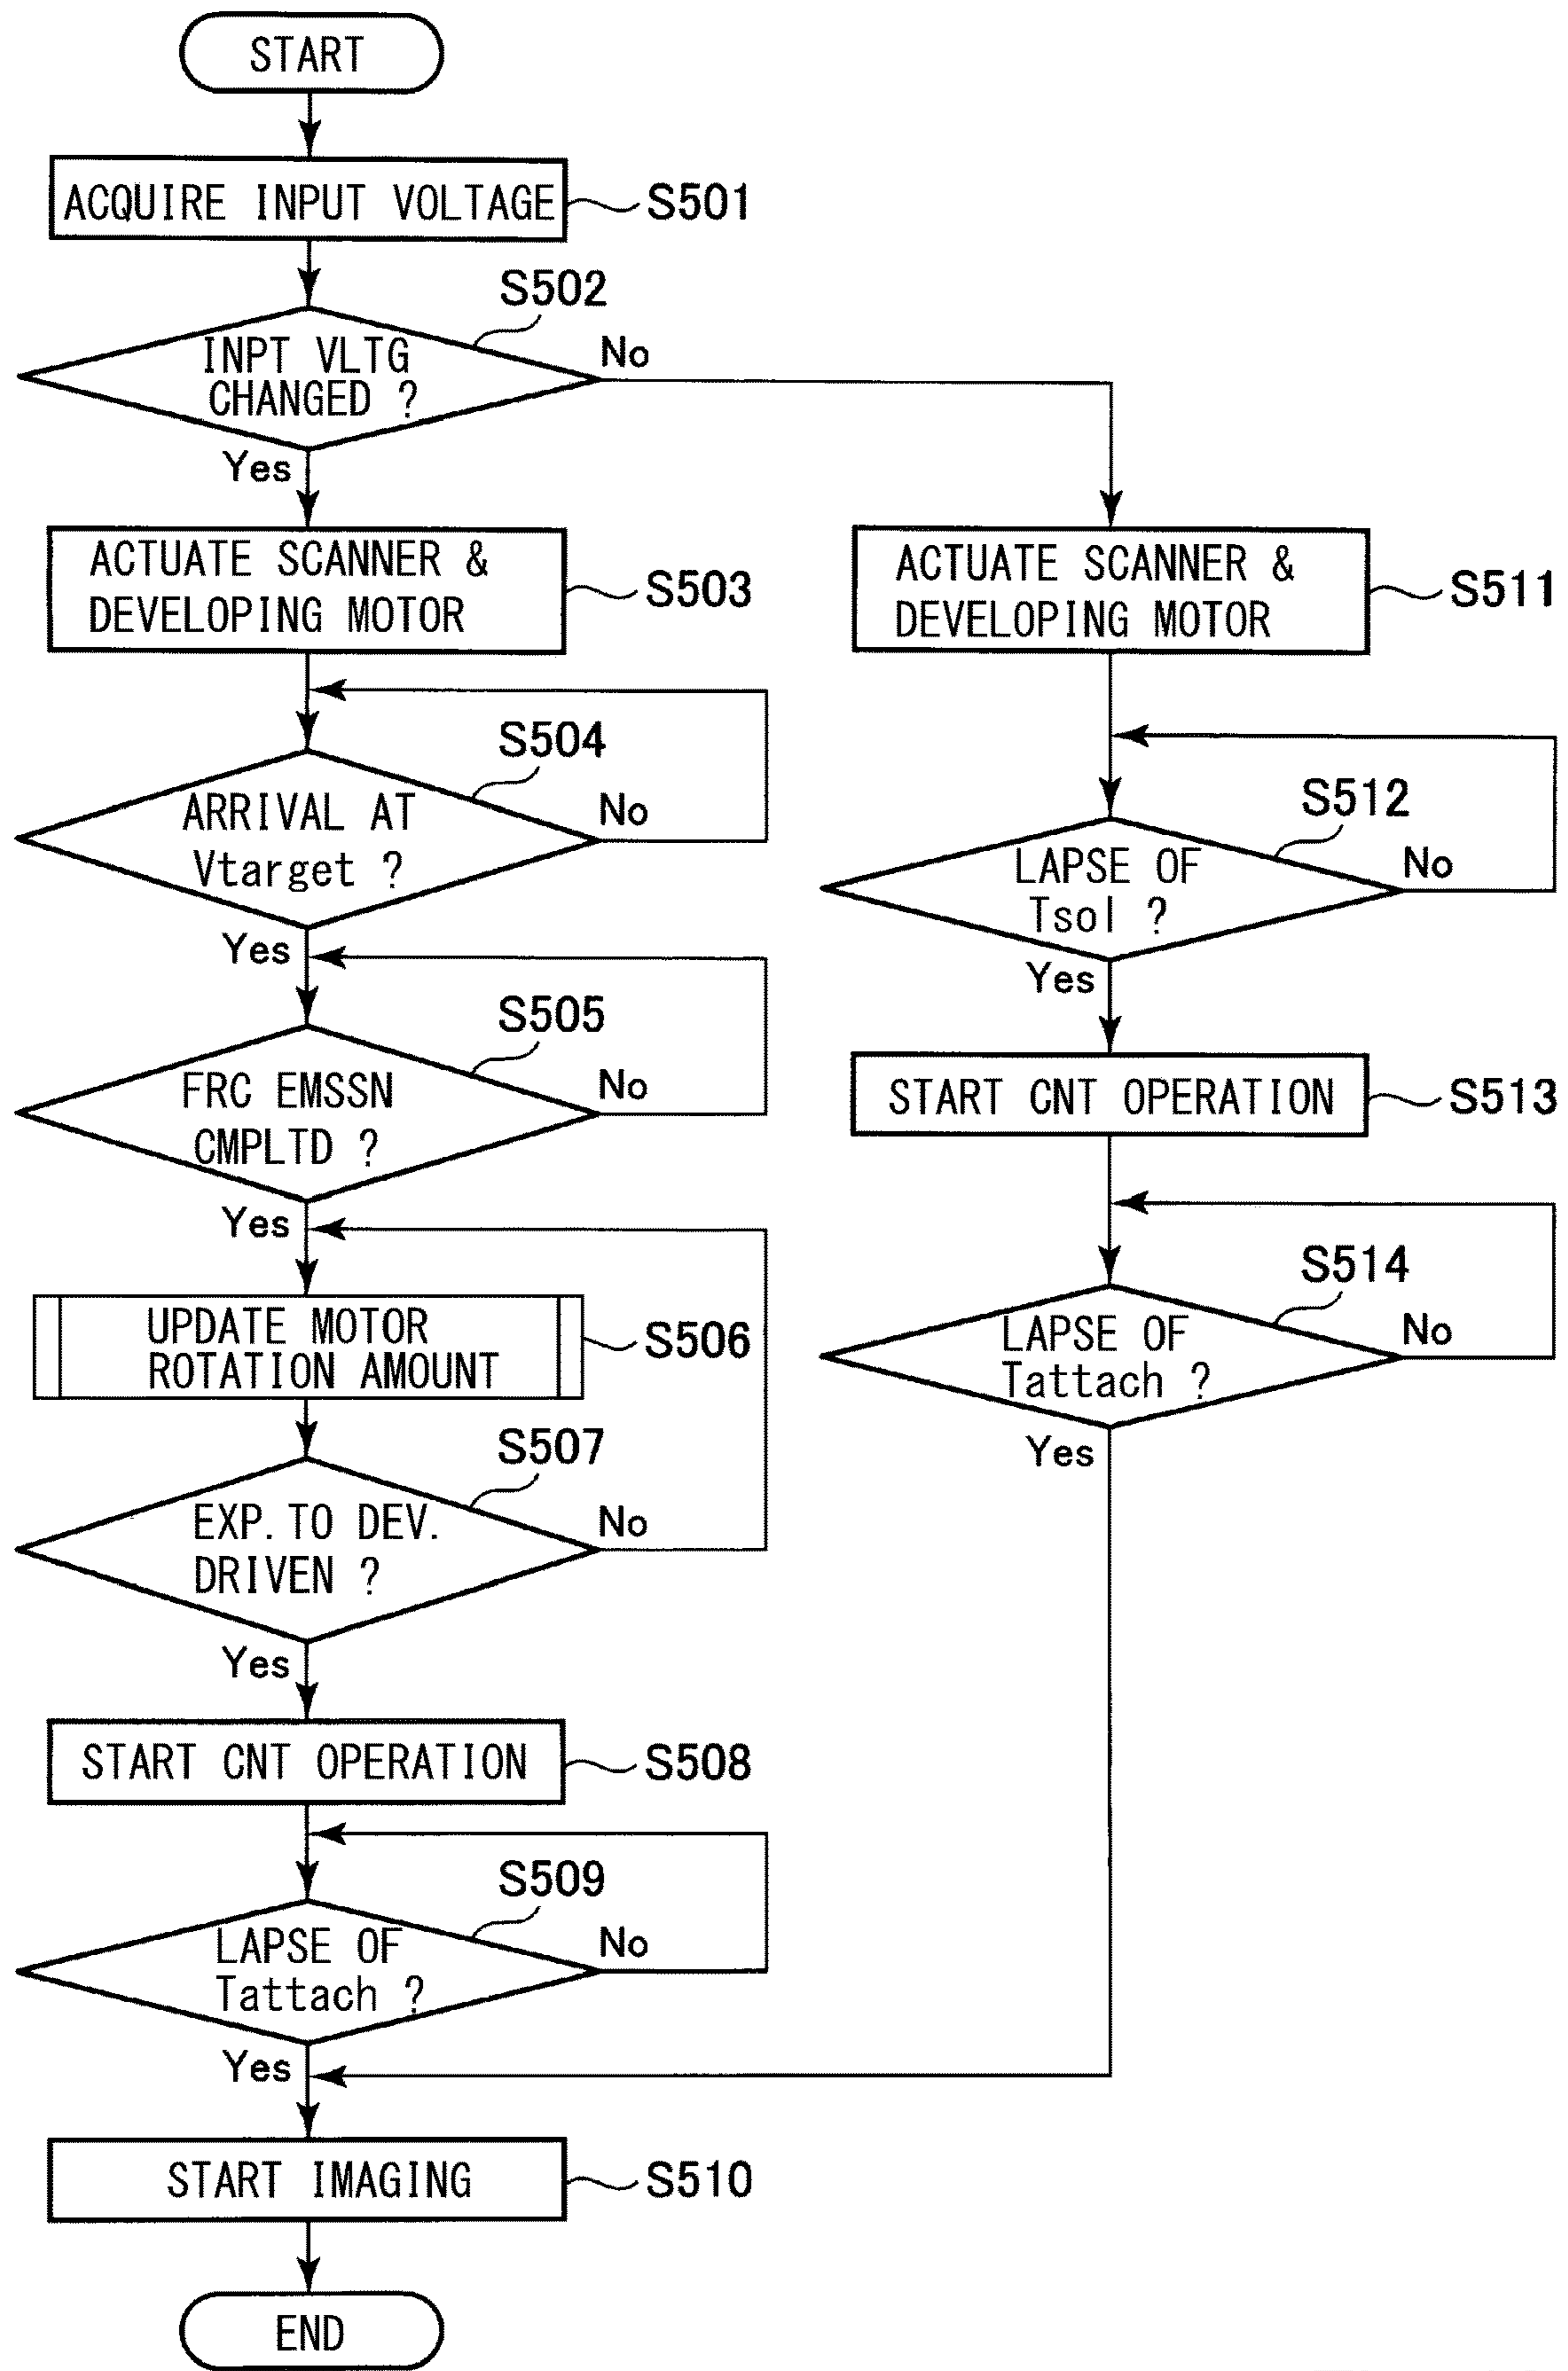 START
ACQUIRE INPUT VOLTAGE
S501
S502
INPT VLTG
CHANGED ?
No
Yes
ACTUATE SCANNER &
DEVELOPING MOTOR
S503
S504
ARRIVAL AT
Vtarget ?
No
Yes
S505
FRC EMSSN
CMPLTD ?
No
Yes
UPDATE MOTOR
ROTATION AMOUNT
S506
S507
EXP. TO DEV.
DRIVEN ?
No
Yes
START CNT OPERATION
S508
S509
LAPSE OF
Tattach ?
No
Yes
START IMAGING
S510
END
ACTUATE SCANNER &
DEVELOPING MOTOR
S511
S512
LAPSE OF
Tsol ?
No
Yes
START CNT OPERATION
S513
S514
LAPSE OF
Tattach ?
No
Yes